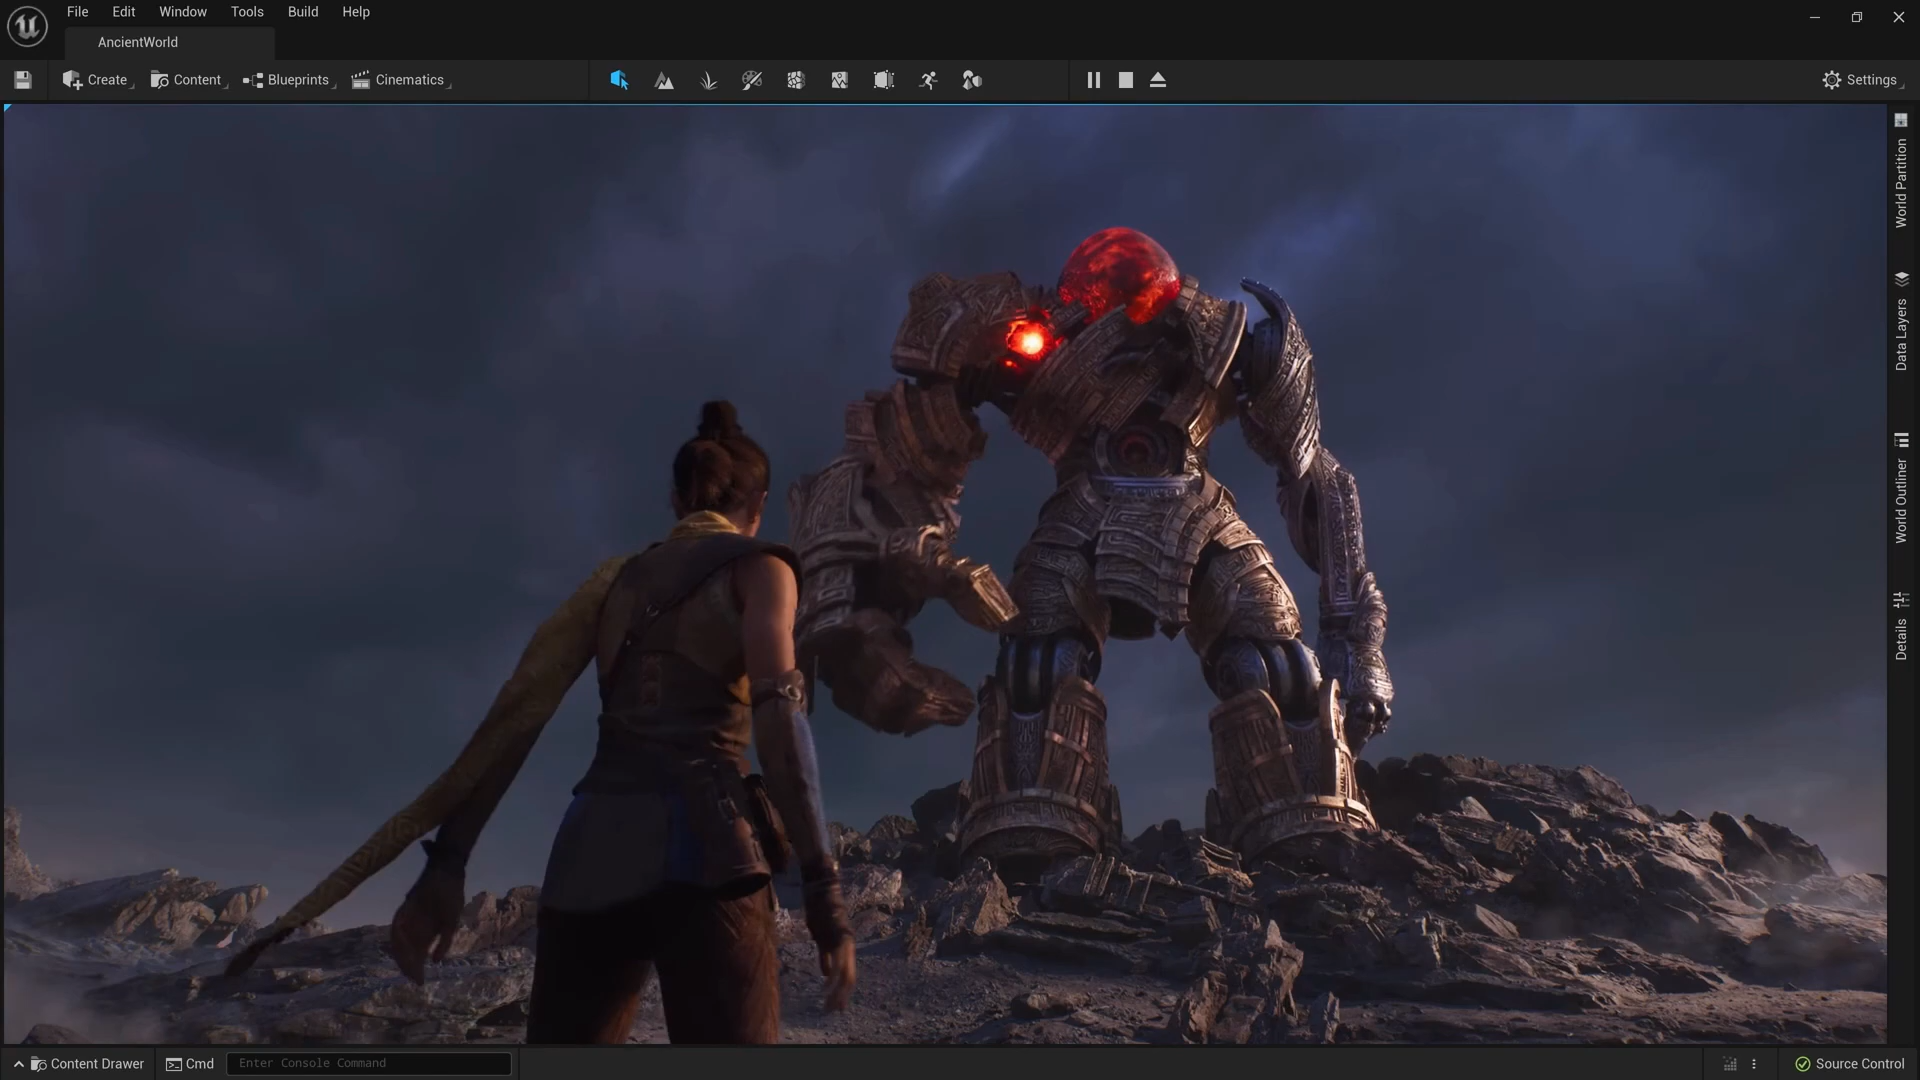 File Edit Window Tools Build Help
AncientWorld
Create Content Blueprints Cinematics Settings
World Partition
Data Layers
World Outliner
Details
Content Drawer Cmd Enter Console Command Source Control